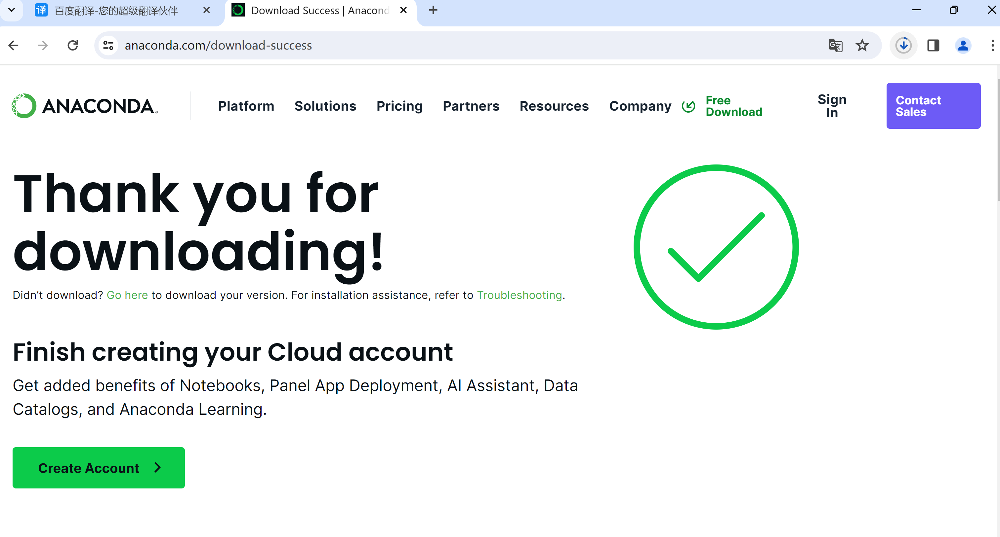 译 百度翻译-您的超级翻译伙伴
Download Success | Anacond
anaconda.com/download-success
ANACONDA.
Platform Solutions Pricing Partners Resources Company
Free
Download
Sign
In
Contact
Sales
Thank you for
downloading!
Didn’t download? Go here to download your version. For installation assistance, refer to Troubleshooting.
Finish creating your Cloud account
Get added benefits of Notebooks, Panel App Deployment, AI Assistant, Data
Catalogs, and Anaconda Learning.
Create Account